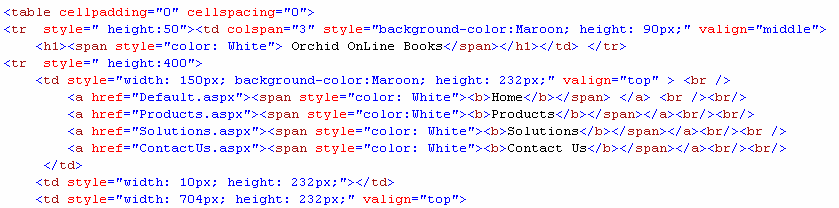 <table cellpadding="0" cellspacing="0">
<tr  style=" height:50"><td colspan="3" style="background-color:Maroon; height: 90px;" valign="middle">
    <h1><span style="color: White"> Orchid OnLine Books</span></h1></td> </tr>
<tr  style=" height:400">
    <td style="width: 150px; background-color:Maroon; height: 232px;" valign="top" > <br />
        <a href="Default.aspx"><span style="color: White"><b>Home</b></span> </a> <br /><br/>
        <a href="Products.aspx"><span style="color:White"><b>Products</b></span></a><br/><br/>
        <a href="Solutions.aspx"><span style="color: White"><b>Solutions</b></span></a><br/><br />
        <a href="ContactUs.aspx"><span style="color: White"><b>Contact Us</b></span></a><br/><br/>
     </td>
    <td style="width: 10px; height: 232px;"></td>
    <td style="width: 704px; height: 232px;" valign="top">